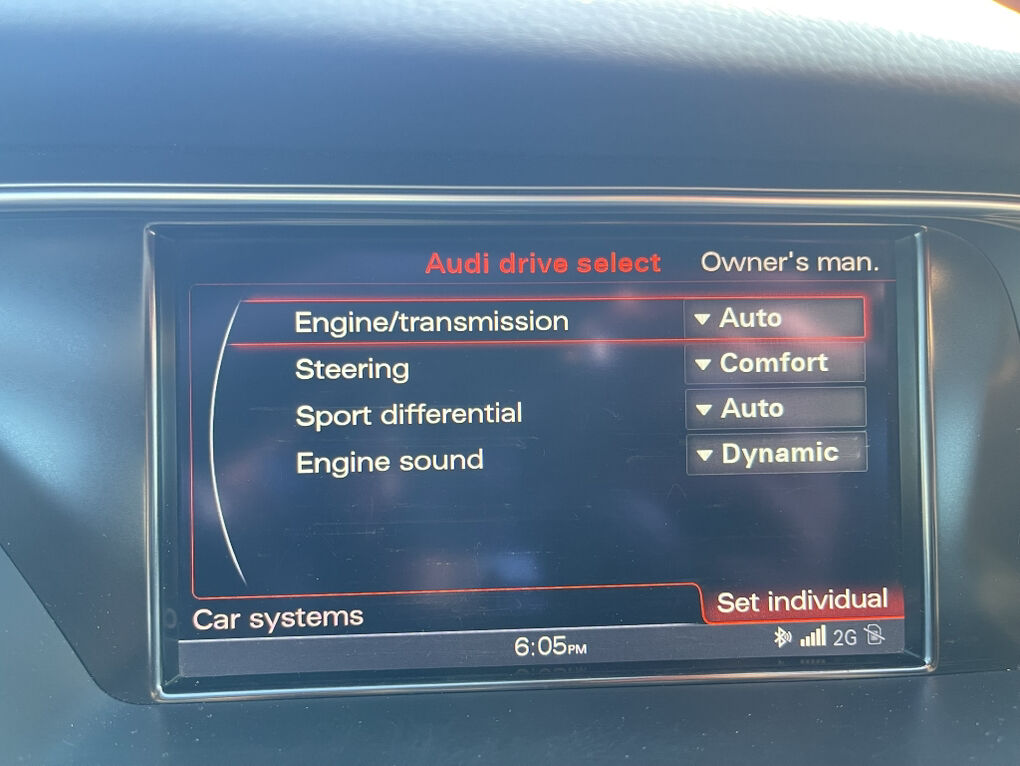 Audi drive select Owner's man.
Engine/transmission Auto
Steering Comfort
Sport differential Auto
Engine sound Dynamic
Car systems Set individual
6:05PM 2G